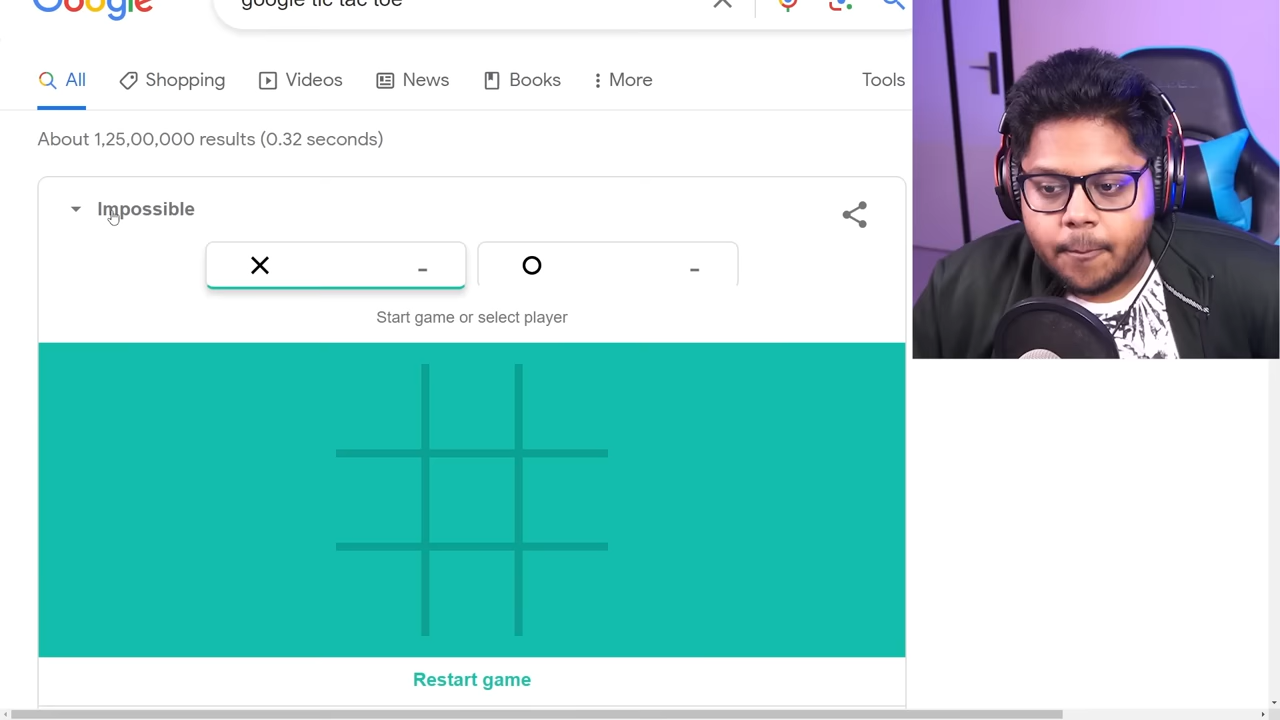 Google google tic tac toe
All Shopping Videos News Books More Tools
About 1,25,00,000 results (0.32 seconds)
Impossible
X - O -
Start game or select player
Restart game